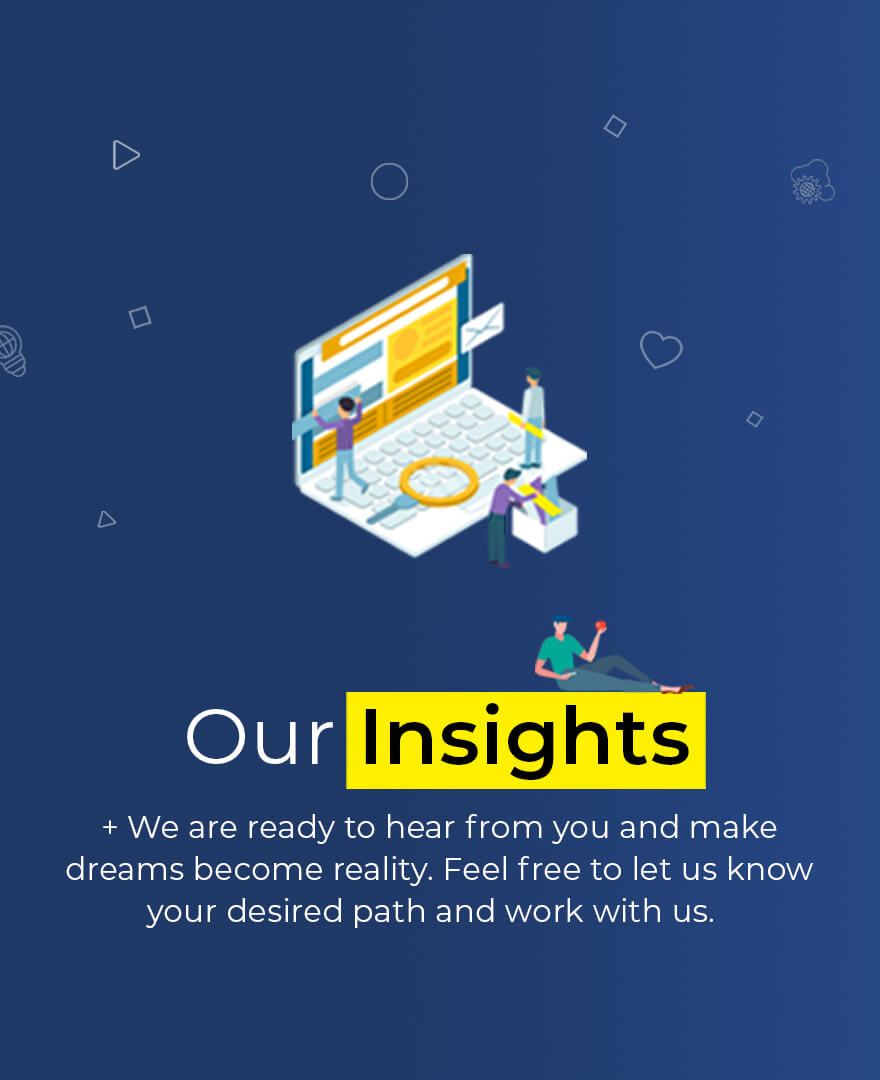 Our Insights
+ We are ready to hear from you and make
dreams become reality. Feel free to let us know
your desired path and work with us.